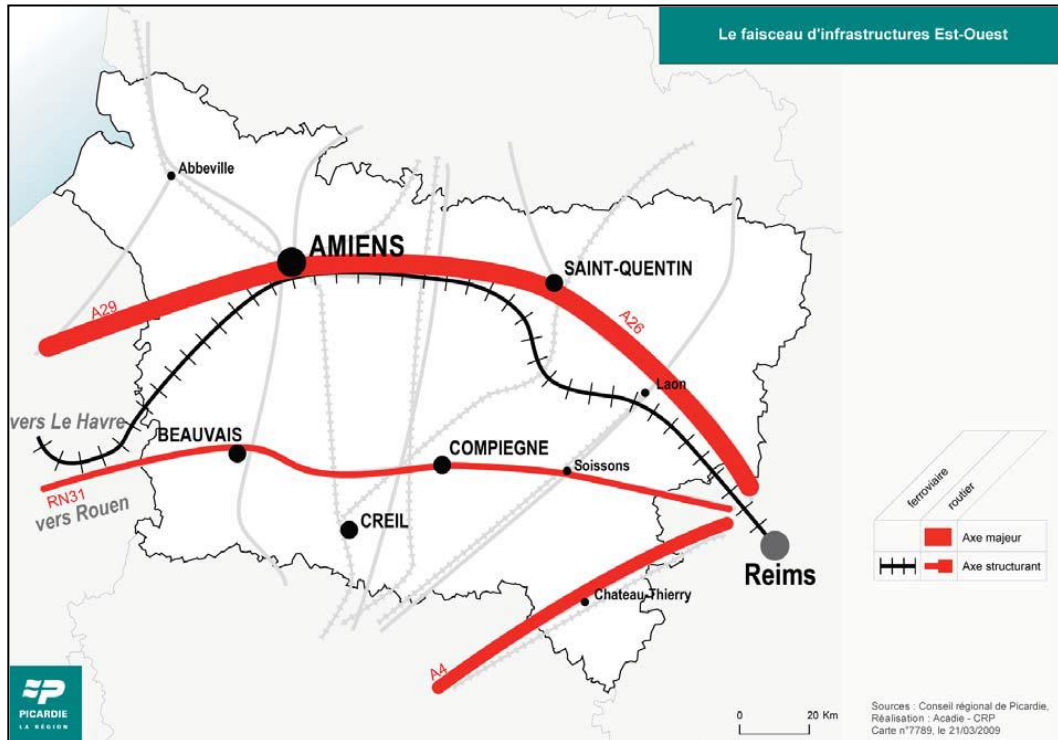 Le faisceau d'infrastructures Est-Ouest
Abbeville
AMIENS
SAINT-QUENTIN
A29
A26
Laon
vers Le Havre
BEAUVAIS
COMPIEGNE
Soissons
RN31
vers Rouen
CREIL
Reims
Chateau-Thierry
A4
ferroviaire
routier
Axe majeur
Axe structurant
PICARDIE
LA RÉGION
0 20 Km
Sources : Conseil régional de Picardie,
Réalisation : Acadie - CRP
Carte n°7789, le 21/03/2009